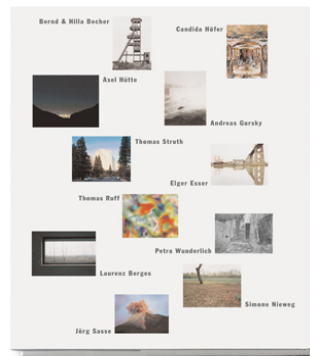 Bernd & Hilla Becher
Candida Höfer
Axel Hütte
Andreas Gursky
Thomas Struth
Elger Esser
Thomas Ruff
Petra Wunderlich
Laurenz Berges
Simone Nieweg
Jörg Sasse